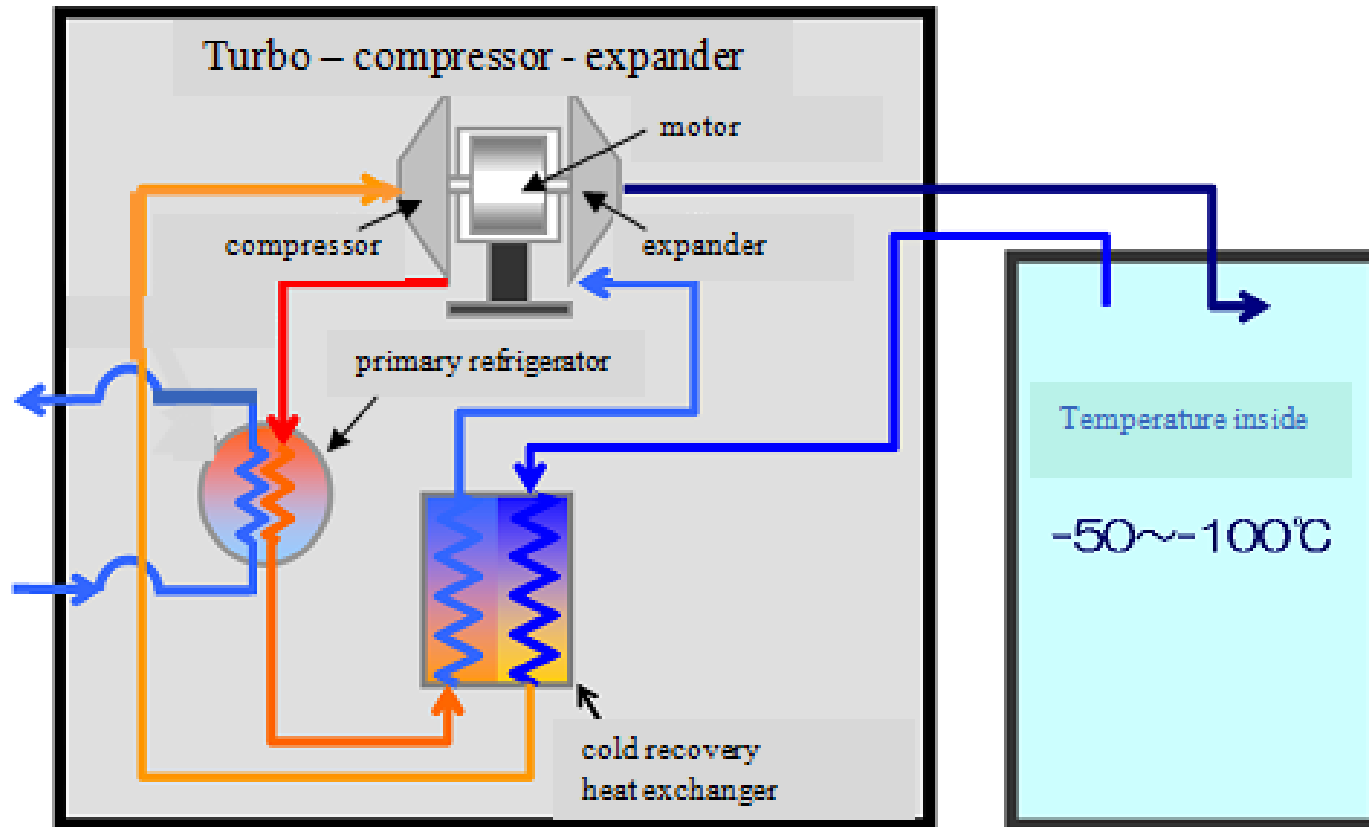 Turbo – compressor - expander
motor
compressor
expander
primary refrigerator
Temperature inside
-50～-100℃
cold recovery
heat exchanger